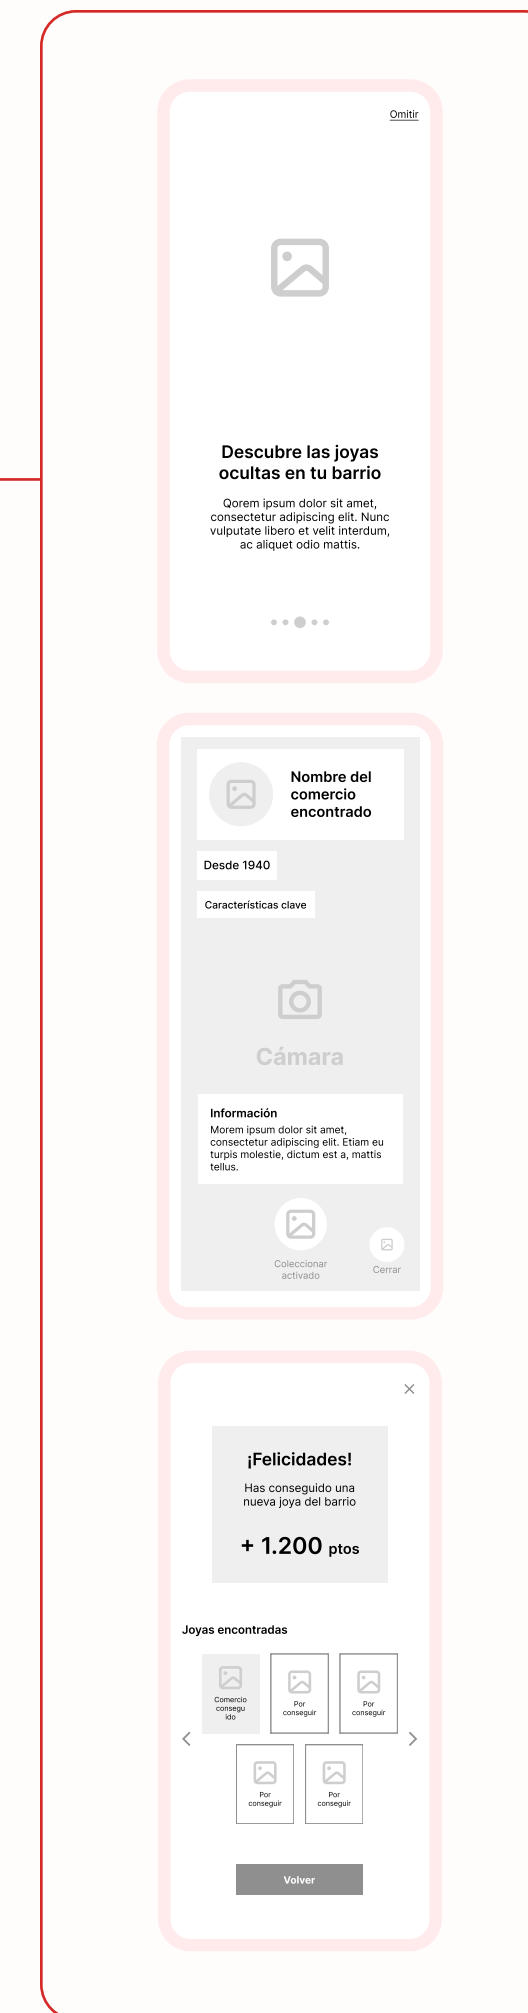 Omitir
Descubre las joyas
ocultas en tu barrio
Qorem ipsum dolor sit amet,
consectetur adipiscing elit. Nunc
vulputate libero et velit interdum,
ac aliquet odio mattis.
Nombre del
comercio
encontrado
Desde 1940
Características clave
Cámara
Información
Morem ipsum dolor sit amet,
consectetur adipiscing elit. Etiam eu
turpis molestie, dictum est a, mattis
tellus.
Coleccionar
activado
Cerrar
¡Felicidades!
Has conseguido una
nueva joya del barrio
+ 1.200 ptos
Joyas encontradas
Comercio
consegu
ido
Por
conseguir
Por
conseguir
Por
conseguir
Por
conseguir
Volver